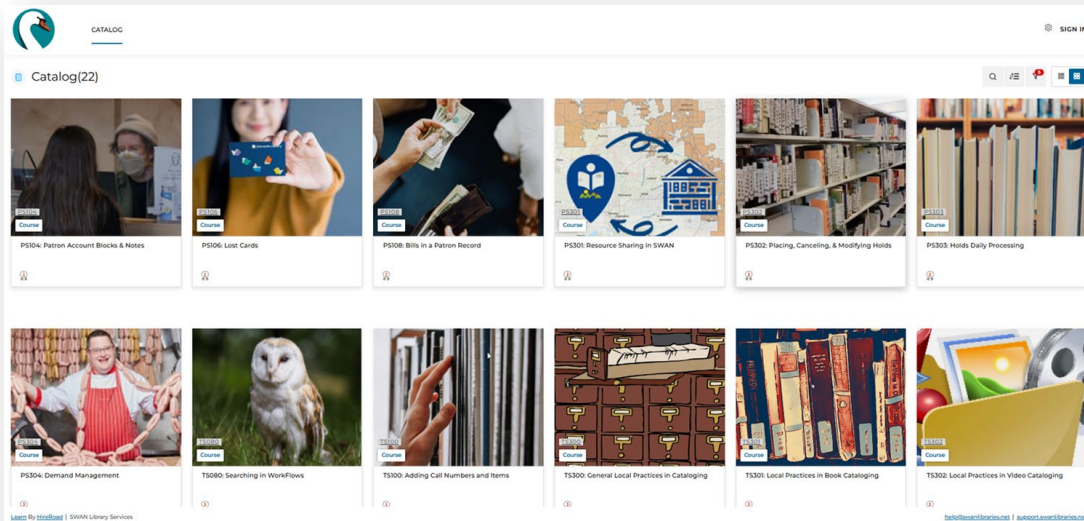 CATALOG
SIGN IN
Catalog(22)
PS104
Course
PS104: Patron Account Blocks & Notes
PS106
Course
PS106: Lost Cards
PS108
Course
PS108: Bills in a Patron Record
PS301
Course
PS301: Resource Sharing in SWAN
PS302
Course
PS302: Placing, Canceling, & Modifying Holds
PS303
Course
PS303: Holds Daily Processing
PS304
Course
PS304: Demand Management
TS080
Course
TS080: Searching in WorkFlows
TS100
Course
TS100: Adding Call Numbers and Items
TS300
Course
TS300: General Local Practices in Cataloging
TS301
Course
TS301: Local Practices in Book Cataloging
TS302
Course
TS302: Local Practices in Video Cataloging
Learn By HireRoad | SWAN Library Services
help@swanlibraries.net | support.swanlibraries.ne